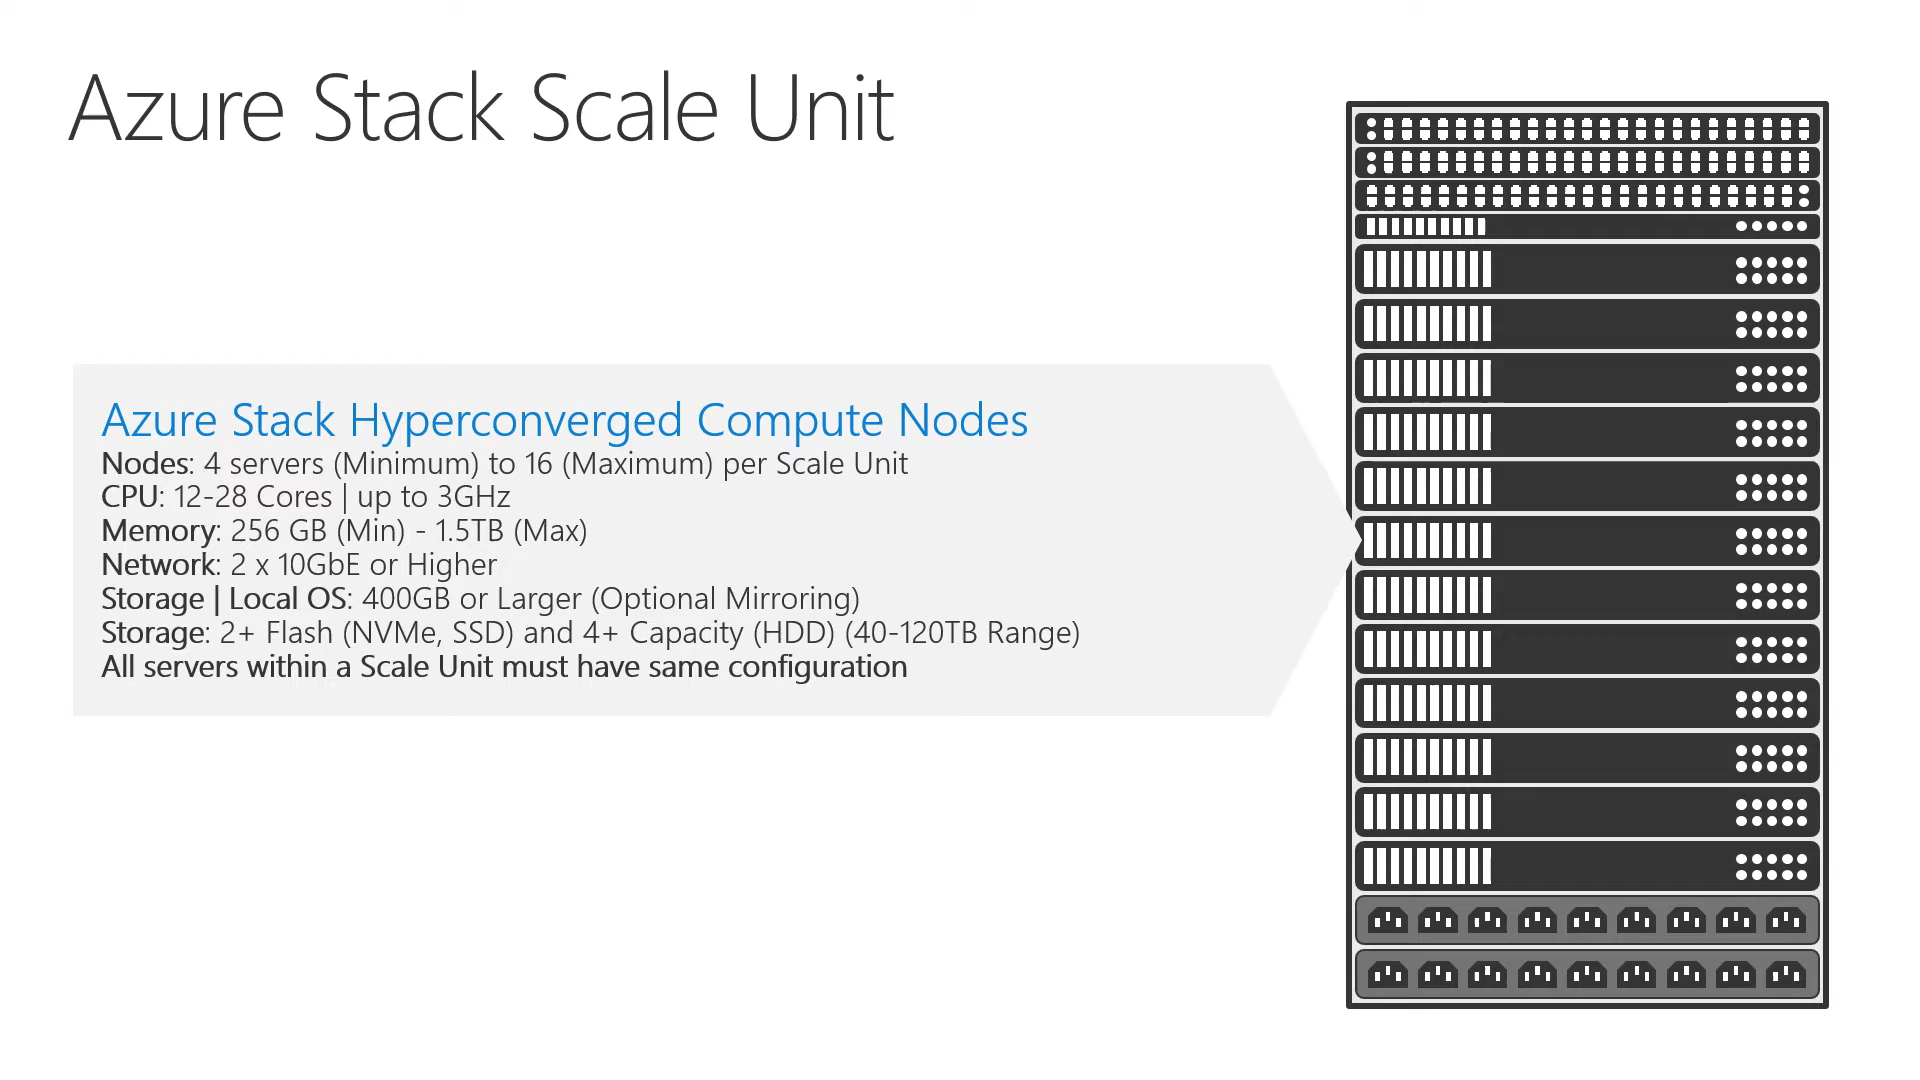 Azure Stack Scale Unit
Azure Stack Hyperconverged Compute Nodes
Nodes: 4 servers (Minimum) to 16 (Maximum) per Scale Unit
CPU: 12-28 Cores | up to 3GHz
Memory: 256 GB (Min) - 1.5TB (Max)
Network: 2 x 10GbE or Higher
Storage | Local OS: 400GB or Larger (Optional Mirroring)
Storage: 2+ Flash (NVMe, SSD) and 4+ Capacity (HDD) (40-120TB Range)
All servers within a Scale Unit must have same configuration